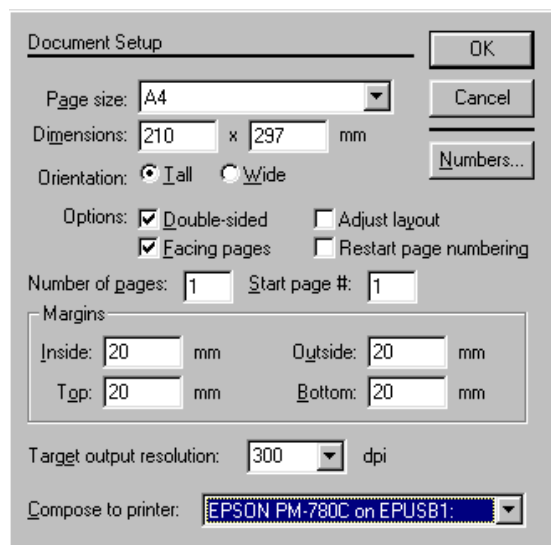 Document Setup
OK
Page size: A4
Cancel
Dimensions: 210 x 297 mm
Numbers...
Orientation: Tall Wide
Options: Double-sided Adjust layout
Facing pages Restart page numbering
Number of pages: 1 Start page #: 1
Margins
Inside: 20 mm Outside: 20 mm
Top: 20 mm Bottom: 20 mm
Target output resolution: 300 dpi
Compose to printer: EPSON PM-780C on EPUSB1: